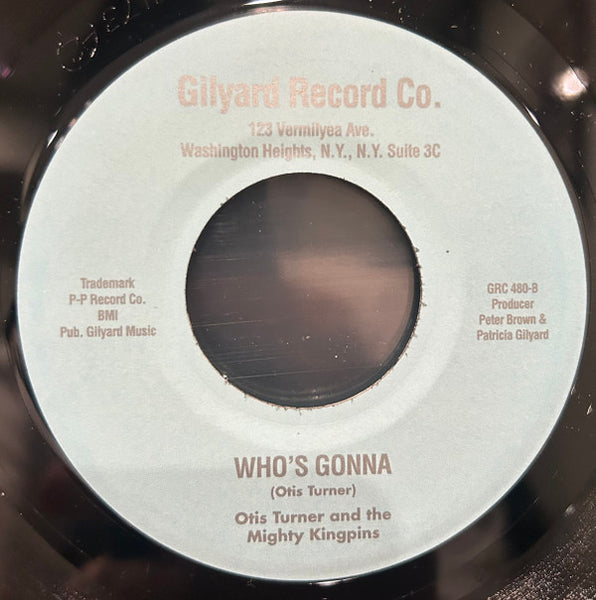 Gilyard Record Co.
123 Vermilyea Ave.
Washington Heights, N.Y., N.Y. Suite 3C
Trademark
P-P Record Co.
BMI
Pub. Gilyard Music
GRC 480-B
Producer
Peter Brown &
Patricia Gilyard
WHO'S GONNA
(Otis Turner)
Otis Turner and the
Mighty Kingpins